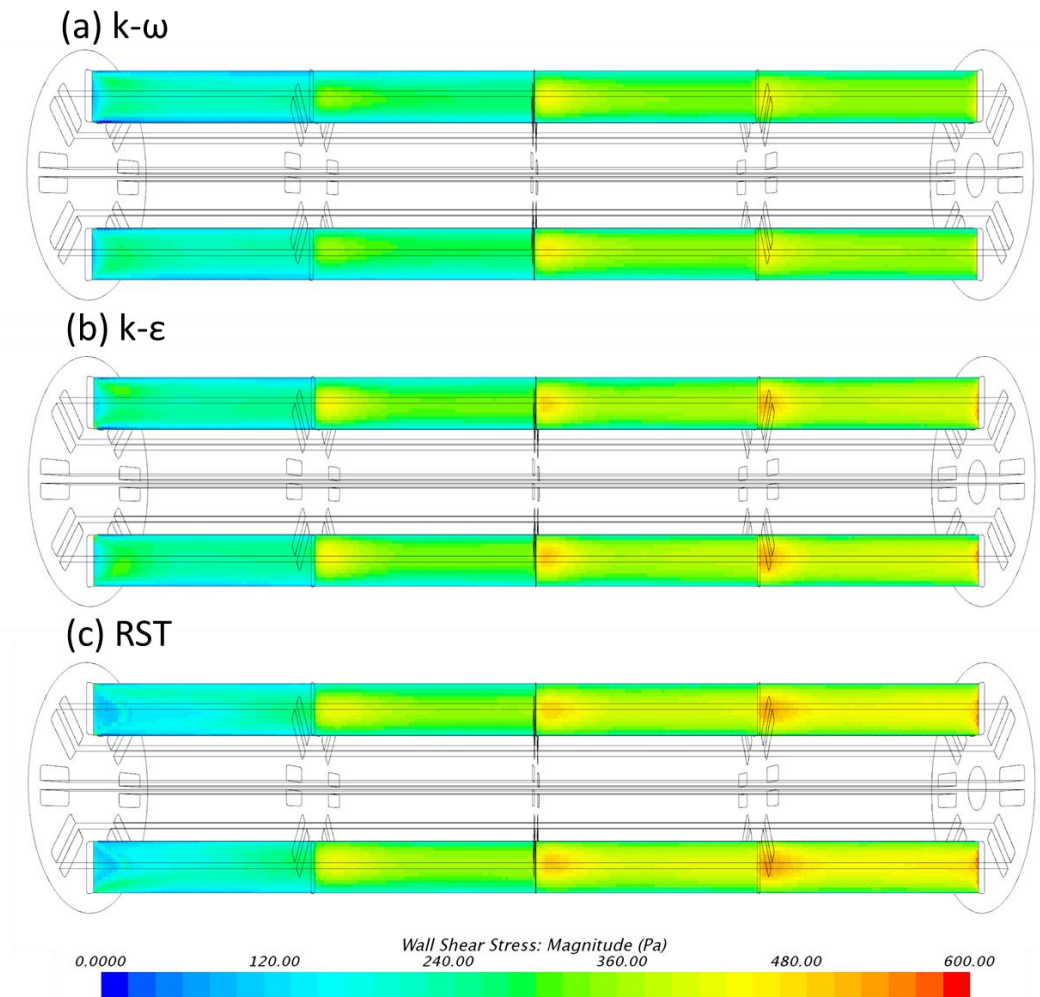 (a) k-ω
(b) k-ε
(c) RST
Wall Shear Stress: Magnitude (Pa)
0.0000 120.00 240.00 360.00 480.00 600.00